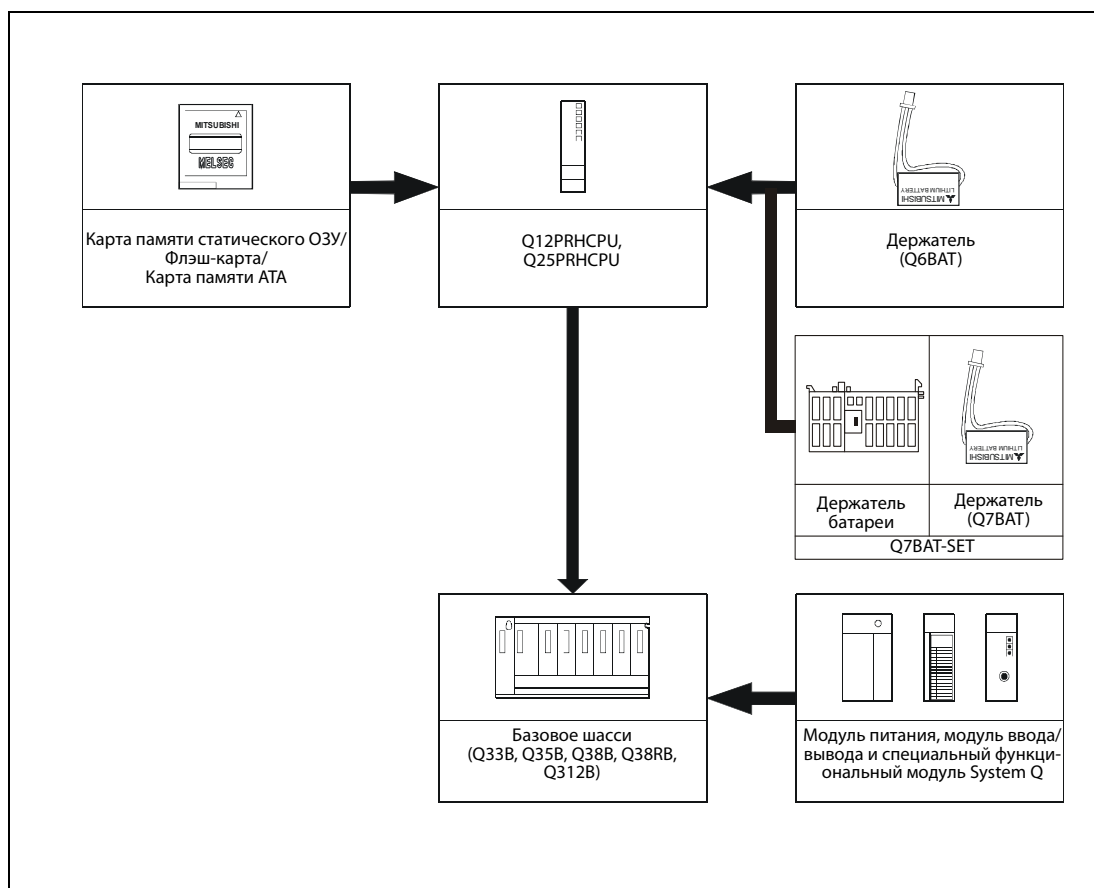 MITSUBISHI
MELSEC
Карта памяти статического ОЗУ/
Флэш-карта/
Карта памяти ATA
Q12PRHCPU,
Q25PRHCPU
MITSUBISHI
LITHIUM BATTERY
Держатель
(Q6BAT)
MITSUBISHI
LITHIUM BATTERY
Держатель
батареи
Держатель
(Q7BAT)
Q7BAT-SET
Базовое шасси
(Q33B, Q35B, Q38B, Q38RB,
Q312B)
Модуль питания, модуль ввода/
вывода и специальный функци-
ональный модуль System Q